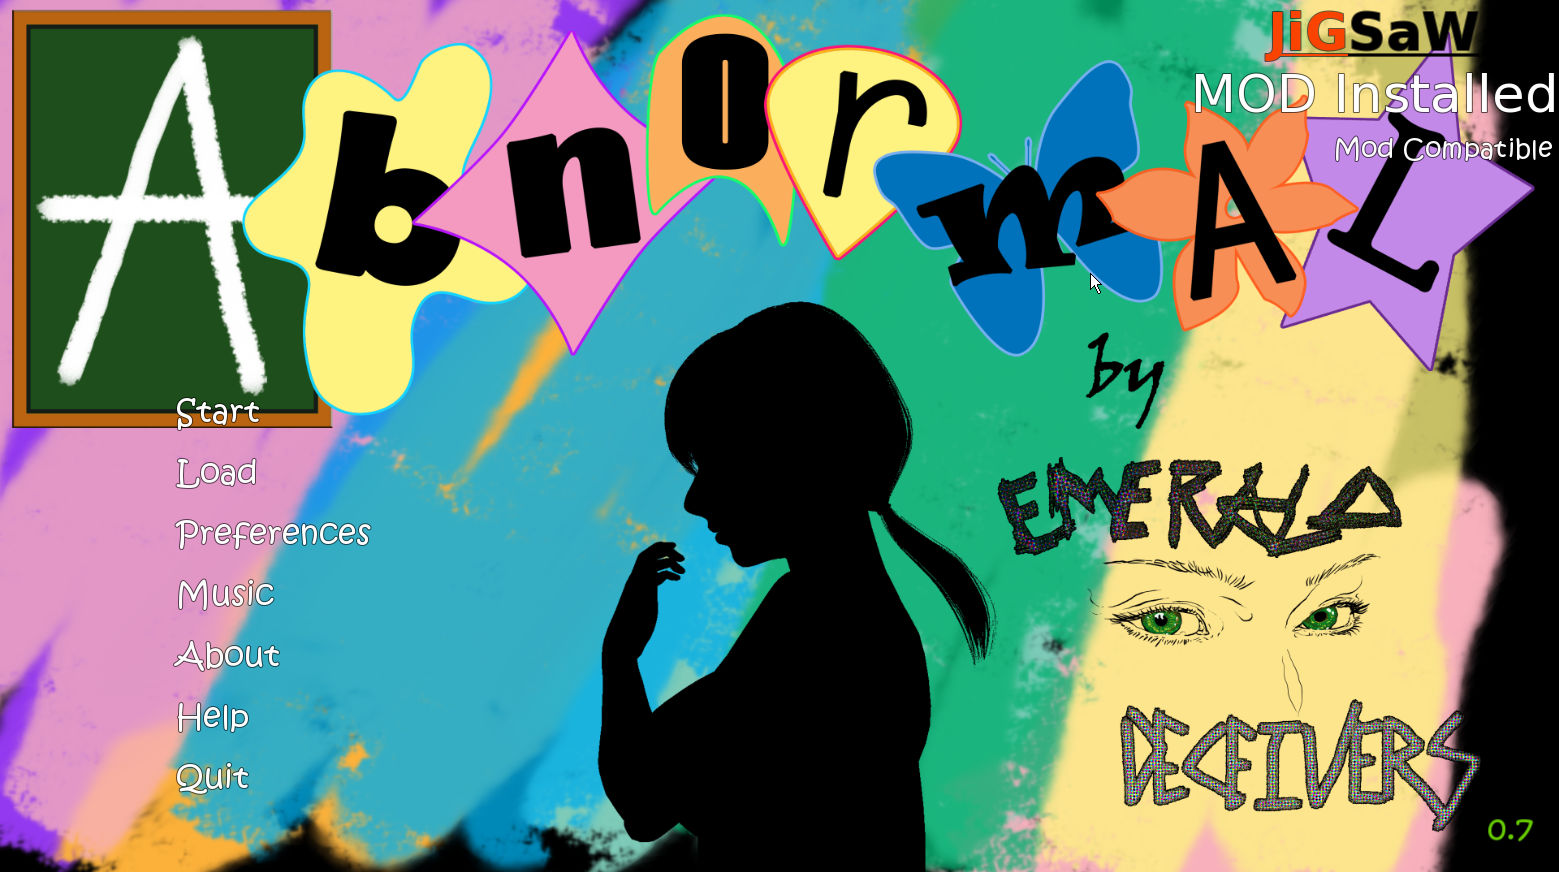 AbnormAL
JiGSaW
MOD Installed
Mod Compatible
by
EMERALD
DECEIVERS
Start
Load
Preferences
Music
About
Help
Quit
0.7